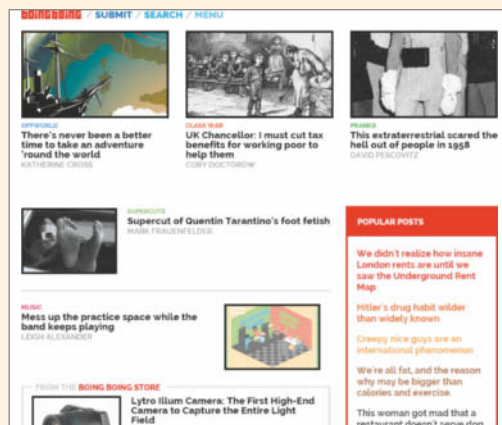 boingboing / SUBMIT / SEARCH / MENU
OFFWORLD
There's never been a better
time to take an adventure
'round the world
KATHERINE CROSS
CLASS WAR
UK Chancellor: I must cut tax
benefits for working poor to
help them
CORY DOCTOROW
PRANKS
This extraterrestrial scared the
hell out of people in 1958
DAVID PESCOVITZ
SUPERCUTS
Supercut of Quentin Tarantino's foot fetish
MARK FRAUENFELDER
MUSIC
Mess up the practice space while the
band keeps playing
LEIGH ALEXANDER
FROM THE BOING BOING STORE
Lytro Illum Camera: The First High-End
Camera to Capture the Entire Light
Field
POPULAR POSTS
We didn't realize how insane
London rents are until we
saw the Underground Rent
Map
Hitler's drug habit wilder
than widely known
Creepy nice guys are an
international phenomenon
We're all fat, and the reason
why may be bigger than
calories and exercise.
This woman got mad that a
restaurant doesn't serve dog